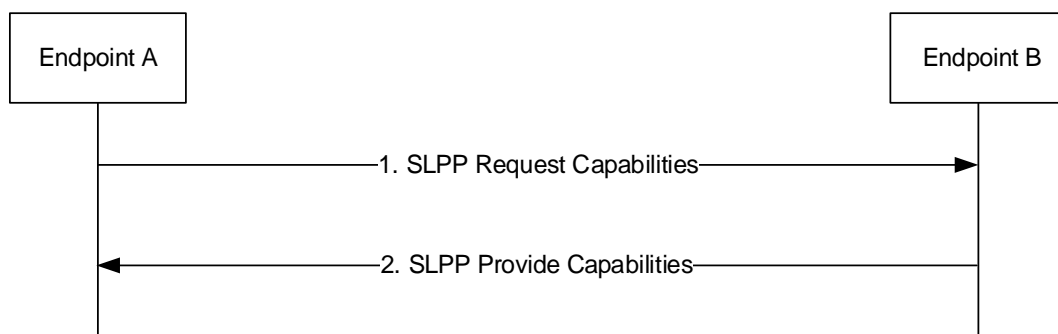 Endpoint A
Endpoint B
1. SLPP Request Capabilities
2. SLPP Provide Capabilities